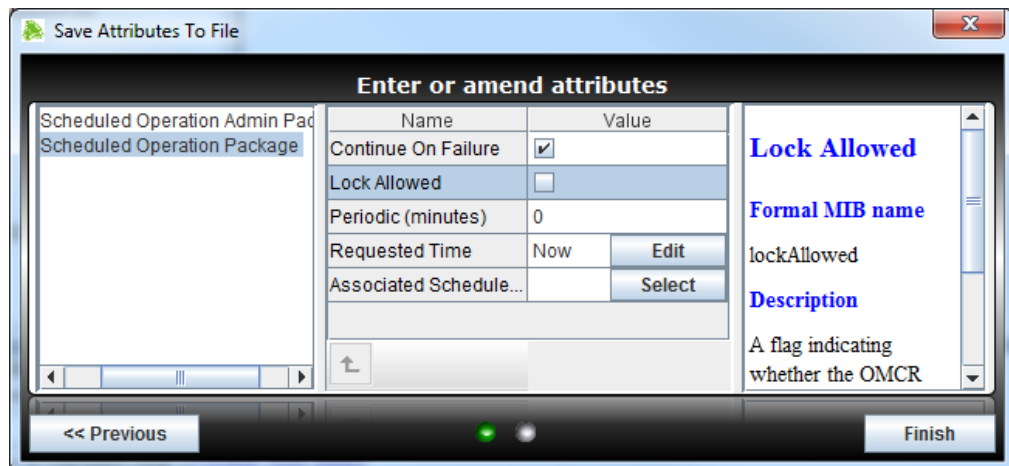 Save Attributes To File
X
Enter or amend attributes
Scheduled Operation Admin Pac
Scheduled Operation Package
Name Value
Continue On Failure
Lock Allowed
Periodic (minutes) 0
Requested Time Now Edit
Associated Schedule... Select
Lock Allowed
Formal MIB name
lockAllowed
Description
A flag indicating
whether the OMCR
<< Previous
Finish